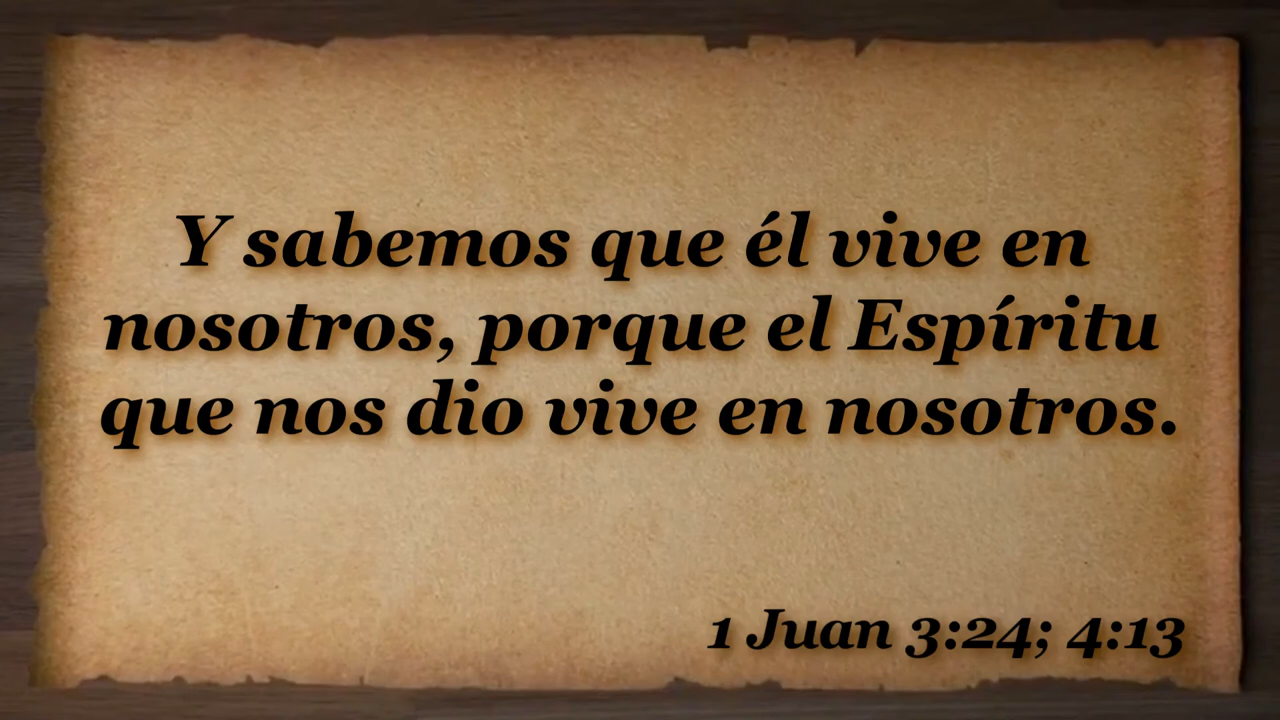 Y sabemos que él vive en
nosotros, porque el Espíritu
que nos dio vive en nosotros.
1 Juan 3:24; 4:13